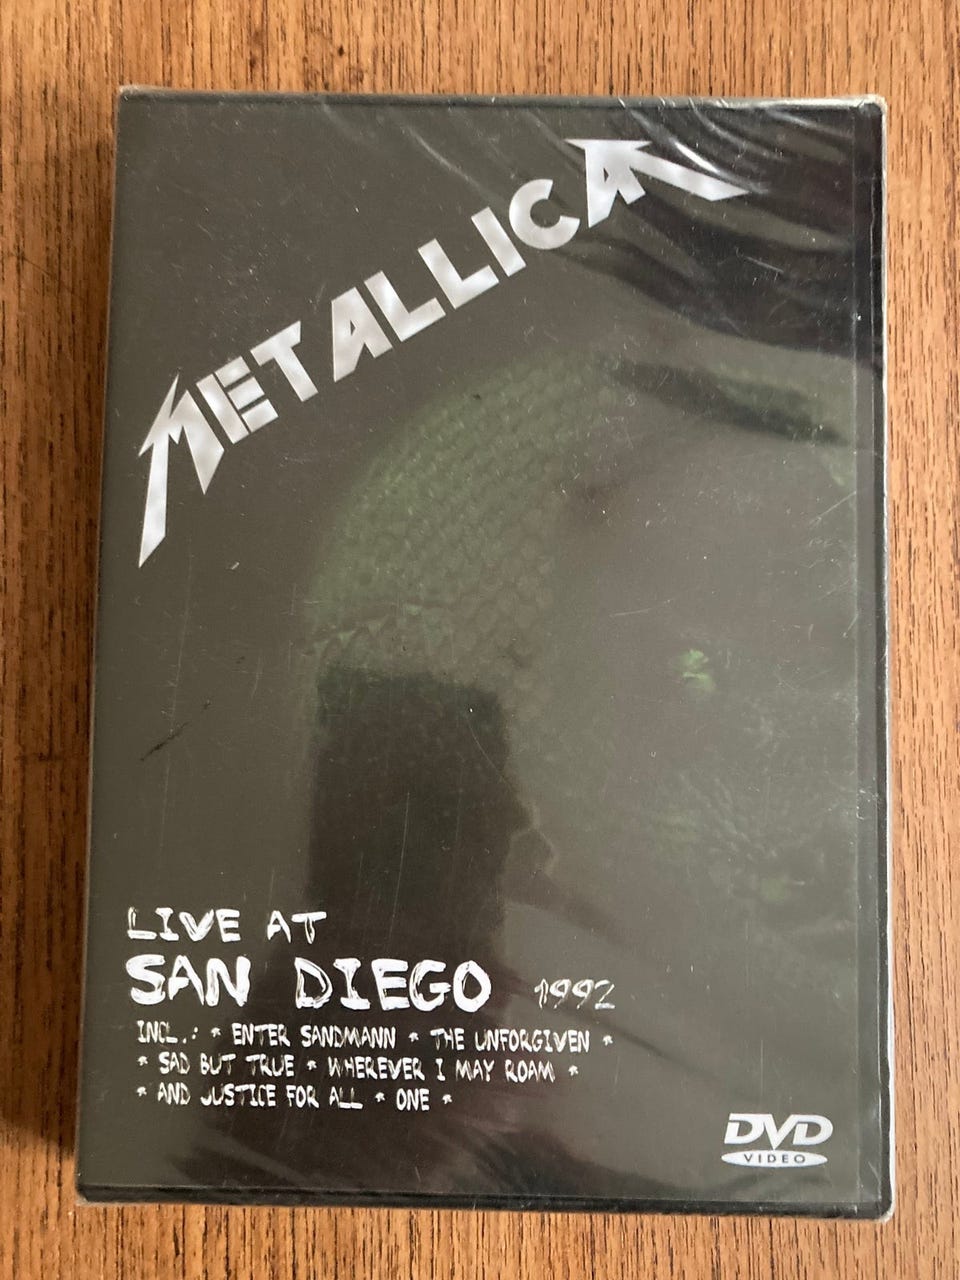 METALLICA
LIVE AT
SAN DIEGO 1992
INCL.: * ENTER SANDMANN * THE UNFORGIVEN *
* SAD BUT TRUE * WHEREVER I MAY ROAM *
* AND JUSTICE FOR ALL * ONE *
DVD
VIDEO